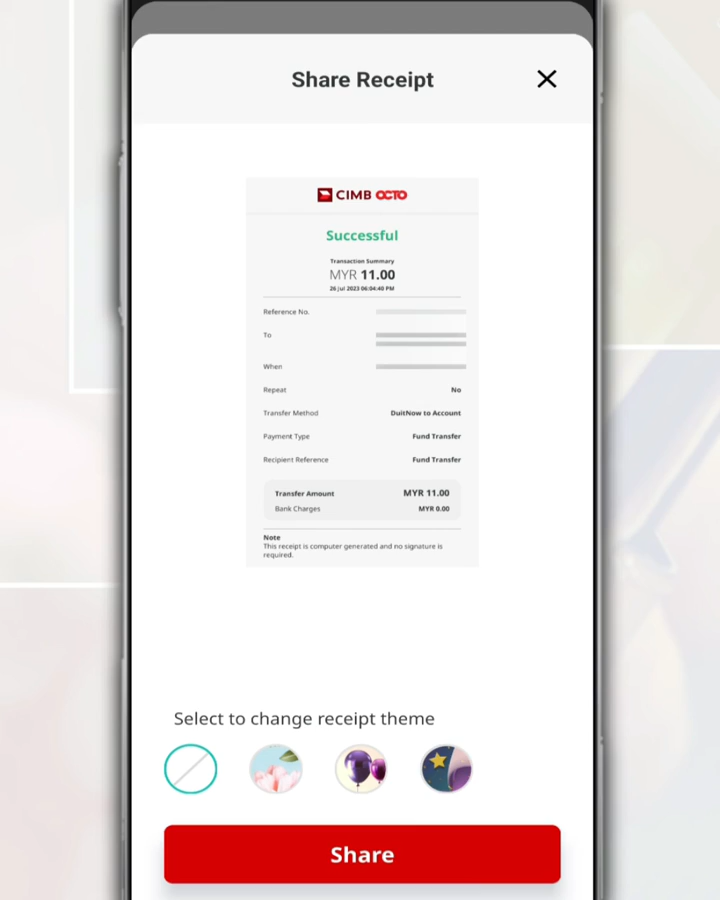 Share Receipt
CIMB OCTO
Successful
Transaction Summary
MYR 11.00
26 Jul 2023 06:04:40 PM
Reference No.
To
When
Repeat No
Transfer Method DuitNow to Account
Payment Type Fund Transfer
Recipient Reference Fund Transfer
Transfer Amount MYR 11.00
Bank Charges MYR 0.00
Note
This receipt is computer generated and no signature is
required.
Select to change receipt theme
Share